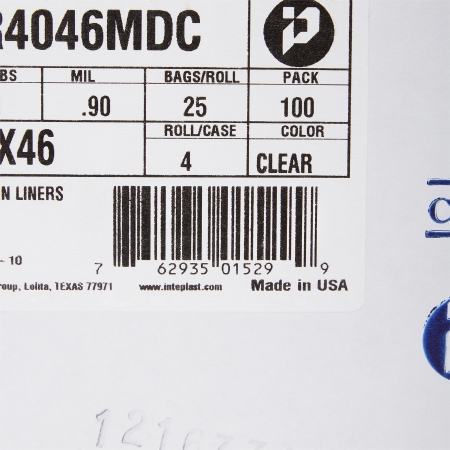 R4046MDC
BS MIL BAGS/ROLL PACK
.90 25 100
X46 ROLL/CASE COLOR
4 CLEAR
N LINERS
- 10
7 62935 01529 9
roup, Lolita, TEXAS 77971 www.inteplast.com Made in USA